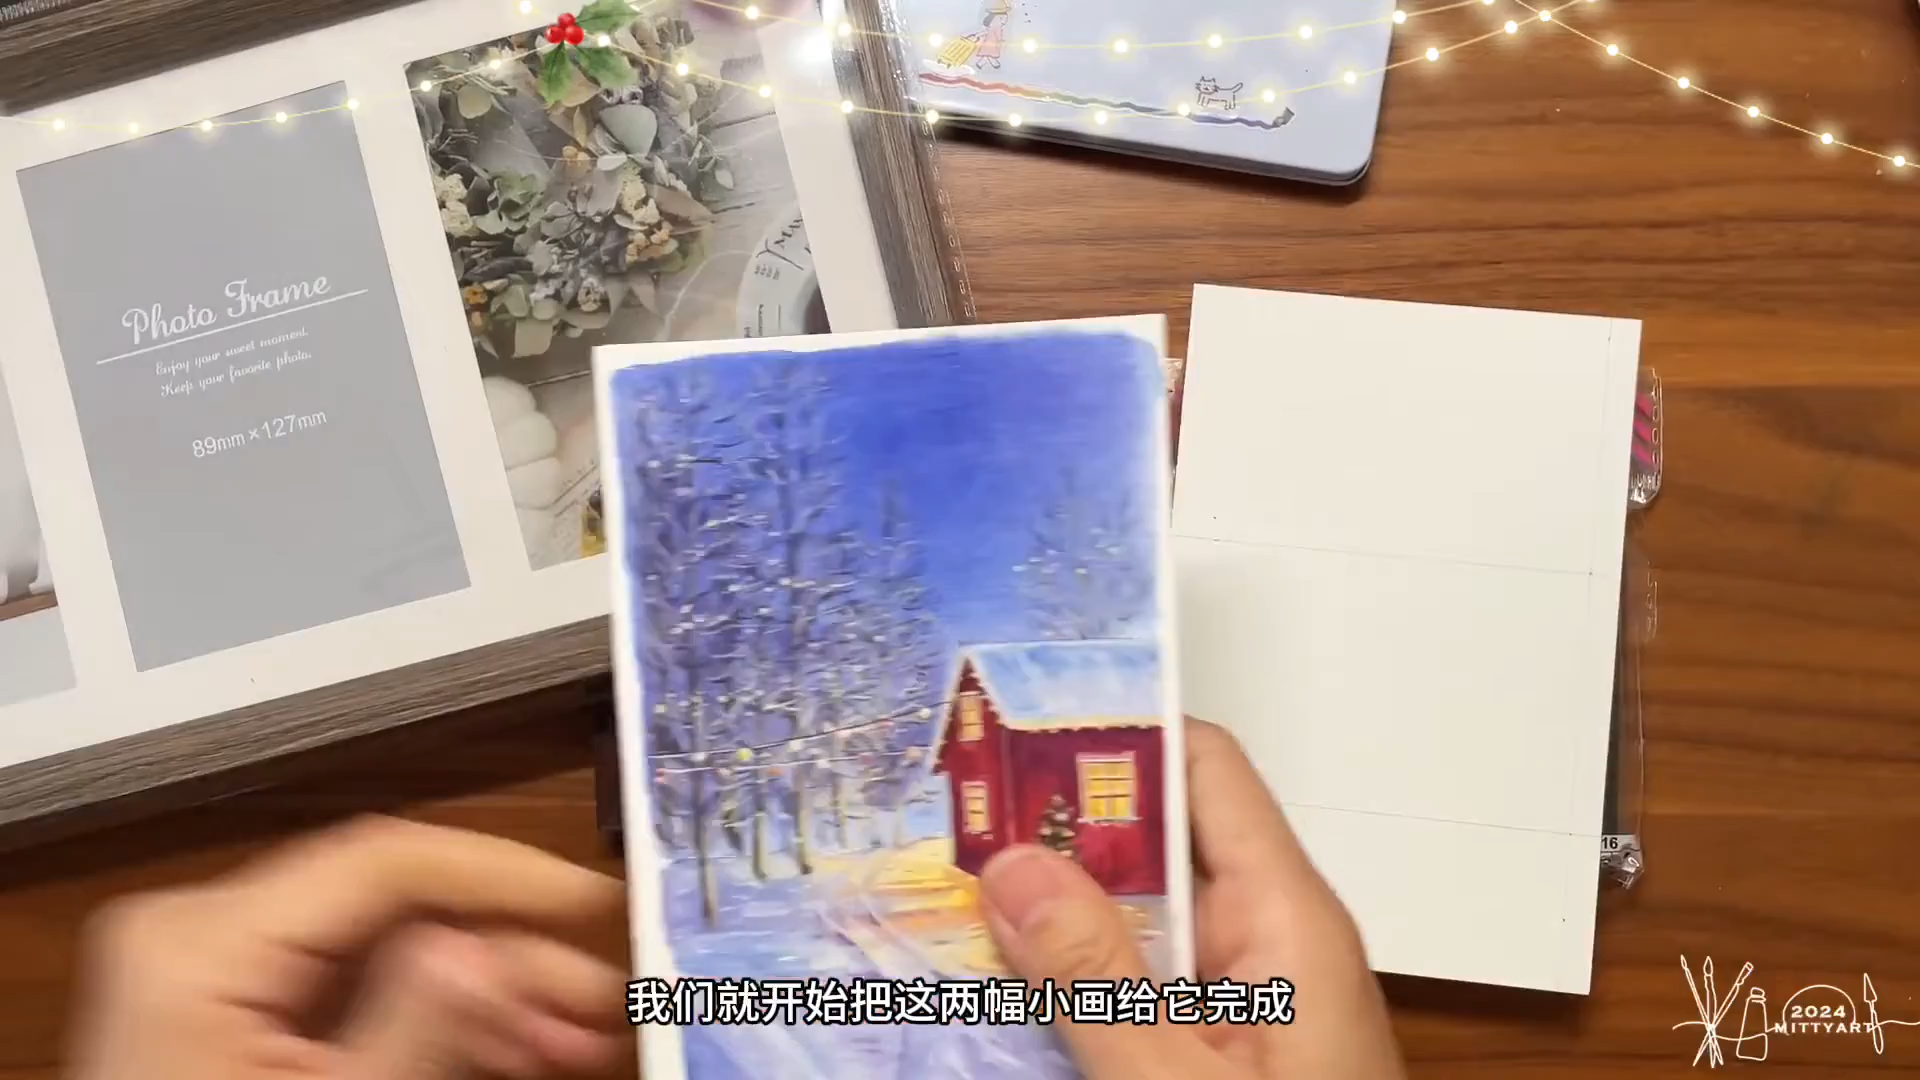 Photo Frame
Enjoy your sweet moment.
Keep your favorite photo.
89mm×127mm
16
我们就开始把这两幅小画给它完成
2024
MITTYART